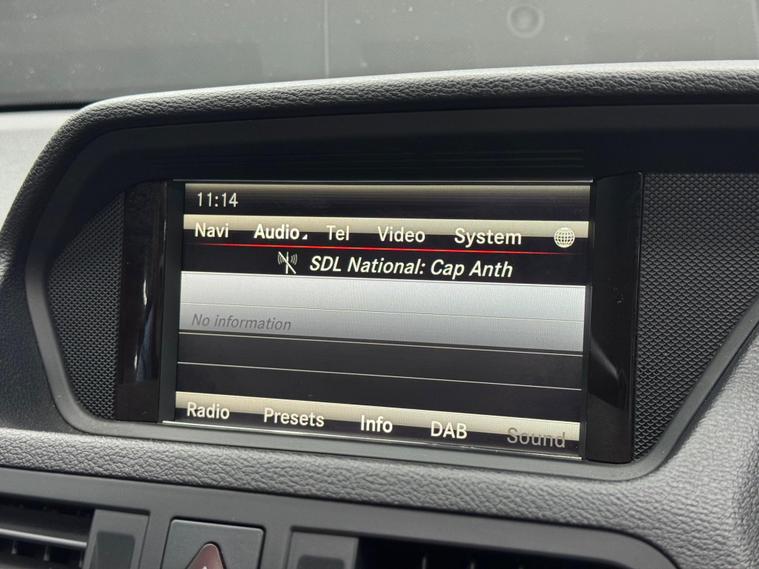 11:14
Navi Audio Tel Video System
SDL National: Cap Anth
No information
Radio Presets Info DAB Sound